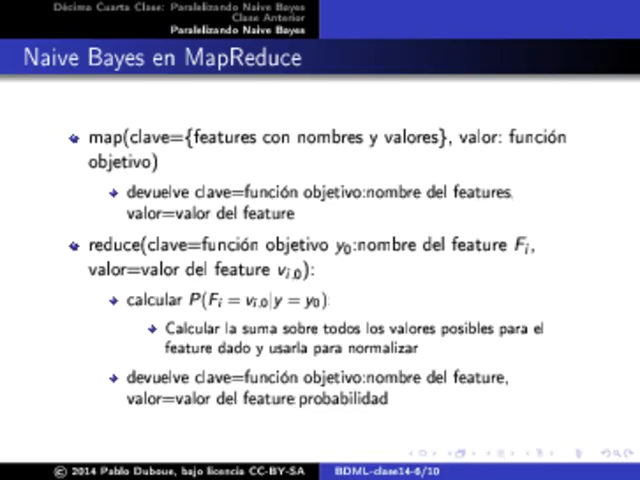 Décima Cuarta Clase: Paralelizando Naive Bayes
Clase Anterior
Paralelizando Naive Bayes
Naive Bayes en MapReduce
map(clave={features con nombres y valores}, valor: función
objetivo)
devuelve clave=función objetivo:nombre del features,
valor=valor del feature
reduce(clave=función objetivo y₀:nombre del feature Fᵢ,
valor=valor del feature vᵢ,₀):
calcular P(Fᵢ = vᵢ,₀|y = y₀):
Calcular la suma sobre todos los valores posibles para el
feature dado y usarla para normalizar
devuelve clave=función objetivo:nombre del feature,
valor=valor del feature:probabilidad
© 2014 Pablo Duboue, bajo licencia CC-BY-SA BDML-clase14-6/10